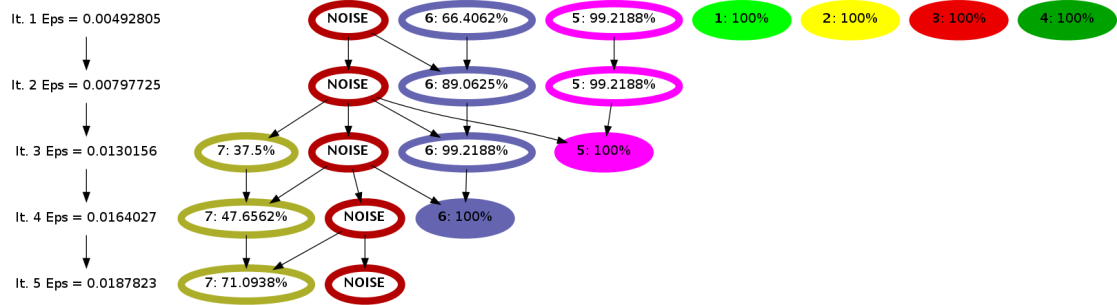 It. 1 Eps = 0.00492805 NOISE 6: 66.4062% 5: 99.2188% 1: 100% 2: 100% 3: 100% 4: 100%
It. 2 Eps = 0.00797725 NOISE 6: 89.0625% 5: 99.2188%
It. 3 Eps = 0.0130156 7: 37.5% NOISE 6: 99.2188% 5: 100%
It. 4 Eps = 0.0164027 7: 47.6562% NOISE 6: 100%
It. 5 Eps = 0.0187823 7: 71.0938% NOISE